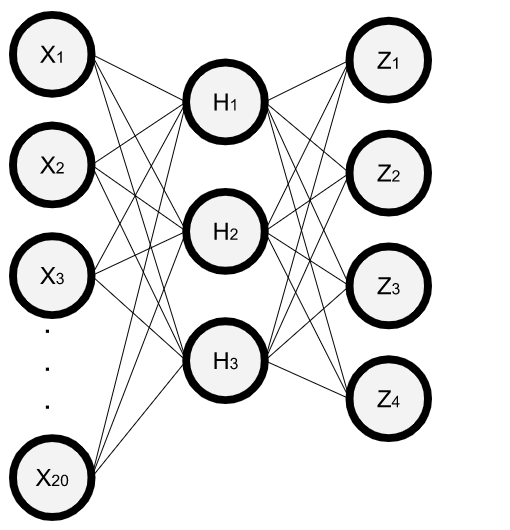 X1
X2
X3
.
.
.
X20
H1
H2
H3
Z1
Z2
Z3
Z4